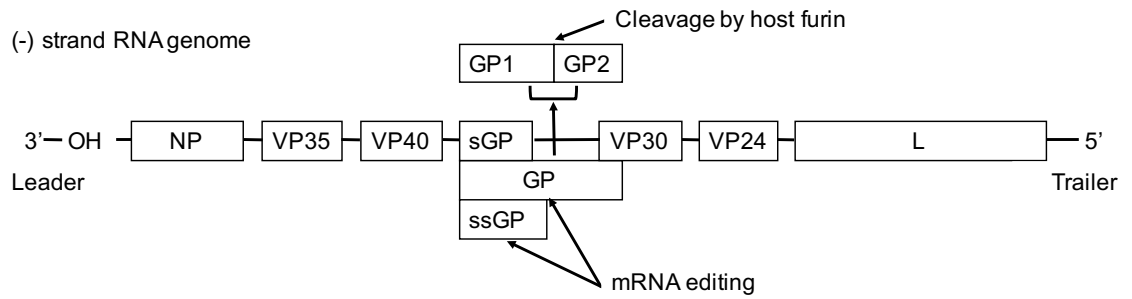 Cleavage by host furin
(-) strand RNA genome
GP1 GP2
3' OH NP VP35 VP40 sGP VP30 VP24 L 5'
Leader GP Trailer
ssGP
mRNA editing